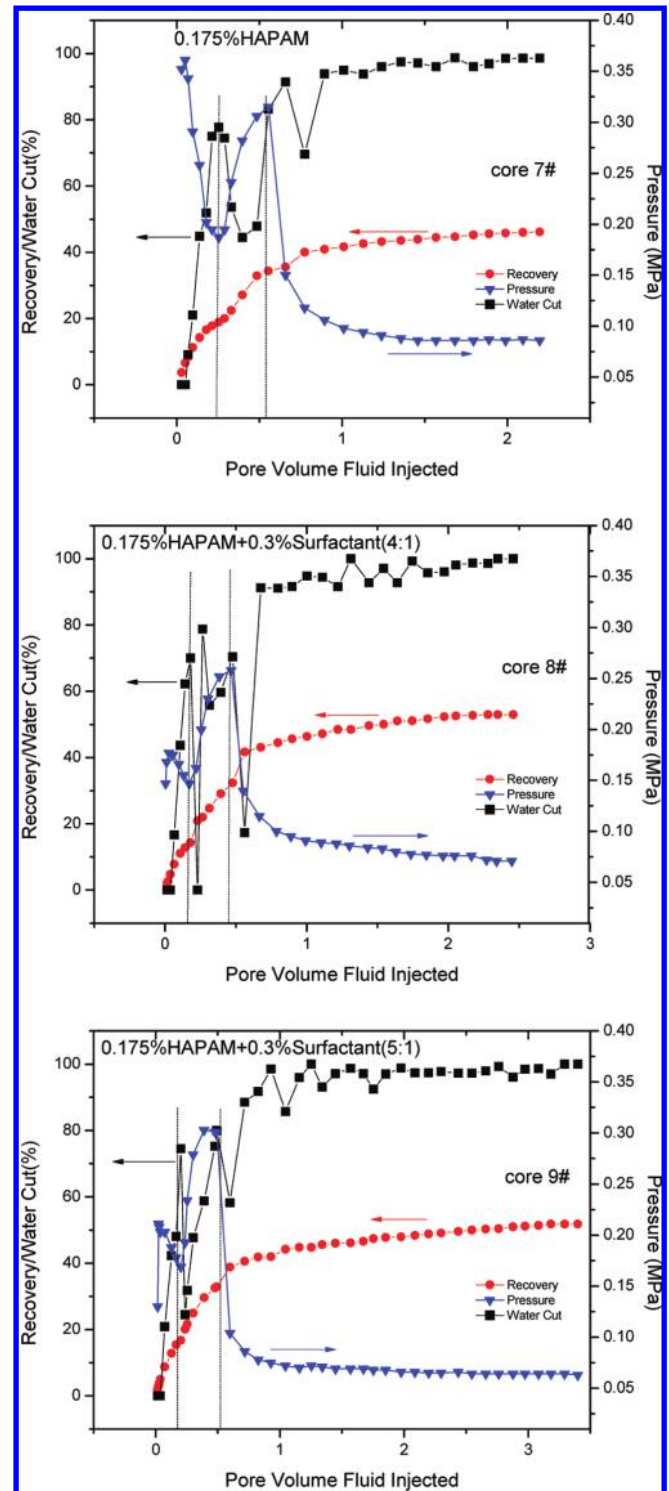 0.175%HAPAM
core 7#
Recovery
Pressure
Water Cut
Recovery/Water Cut(%)
100
80
60
40
20
0
Pressure (MPa)
0.40
0.35
0.30
0.25
0.20
0.15
0.10
0.05
0 1 2
Pore Volume Fluid Injected
0.175%HAPAM+0.3%Surfactant(4:1)
core 8#
Recovery
Pressure
Water Cut
Recovery/Water Cut(%)
100
80
60
40
20
0
Pressure (MPa)
0.40
0.35
0.30
0.25
0.20
0.15
0.10
0.05
0 1 2 3
Pore Volume Fluid Injected
0.175%HAPAM+0.3%Surfactant(5:1)
core 9#
Recovery
Pressure
Water Cut
Recovery/Water Cut(%)
100
80
60
40
20
0
Pressure (MPa)
0.40
0.35
0.30
0.25
0.20
0.15
0.10
0.05
0 1 2 3
Pore Volume Fluid Injected